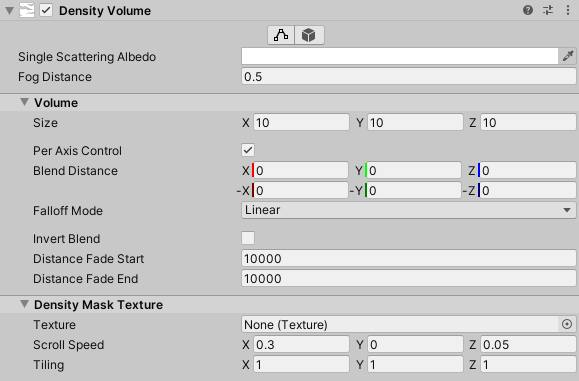 Density Volume
Single Scattering Albedo
Fog Distance 0.5
Volume
Size X 10 Y 10 Z 10
Per Axis Control
Blend Distance X 0 Y 0 Z 0
-X 0 -Y 0 -Z 0
Falloff Mode Linear
Invert Blend
Distance Fade Start 10000
Distance Fade End 10000
Density Mask Texture
Texture None (Texture)
Scroll Speed X 0.3 Y 0 Z 0.05
Tiling X 1 Y 1 Z 1